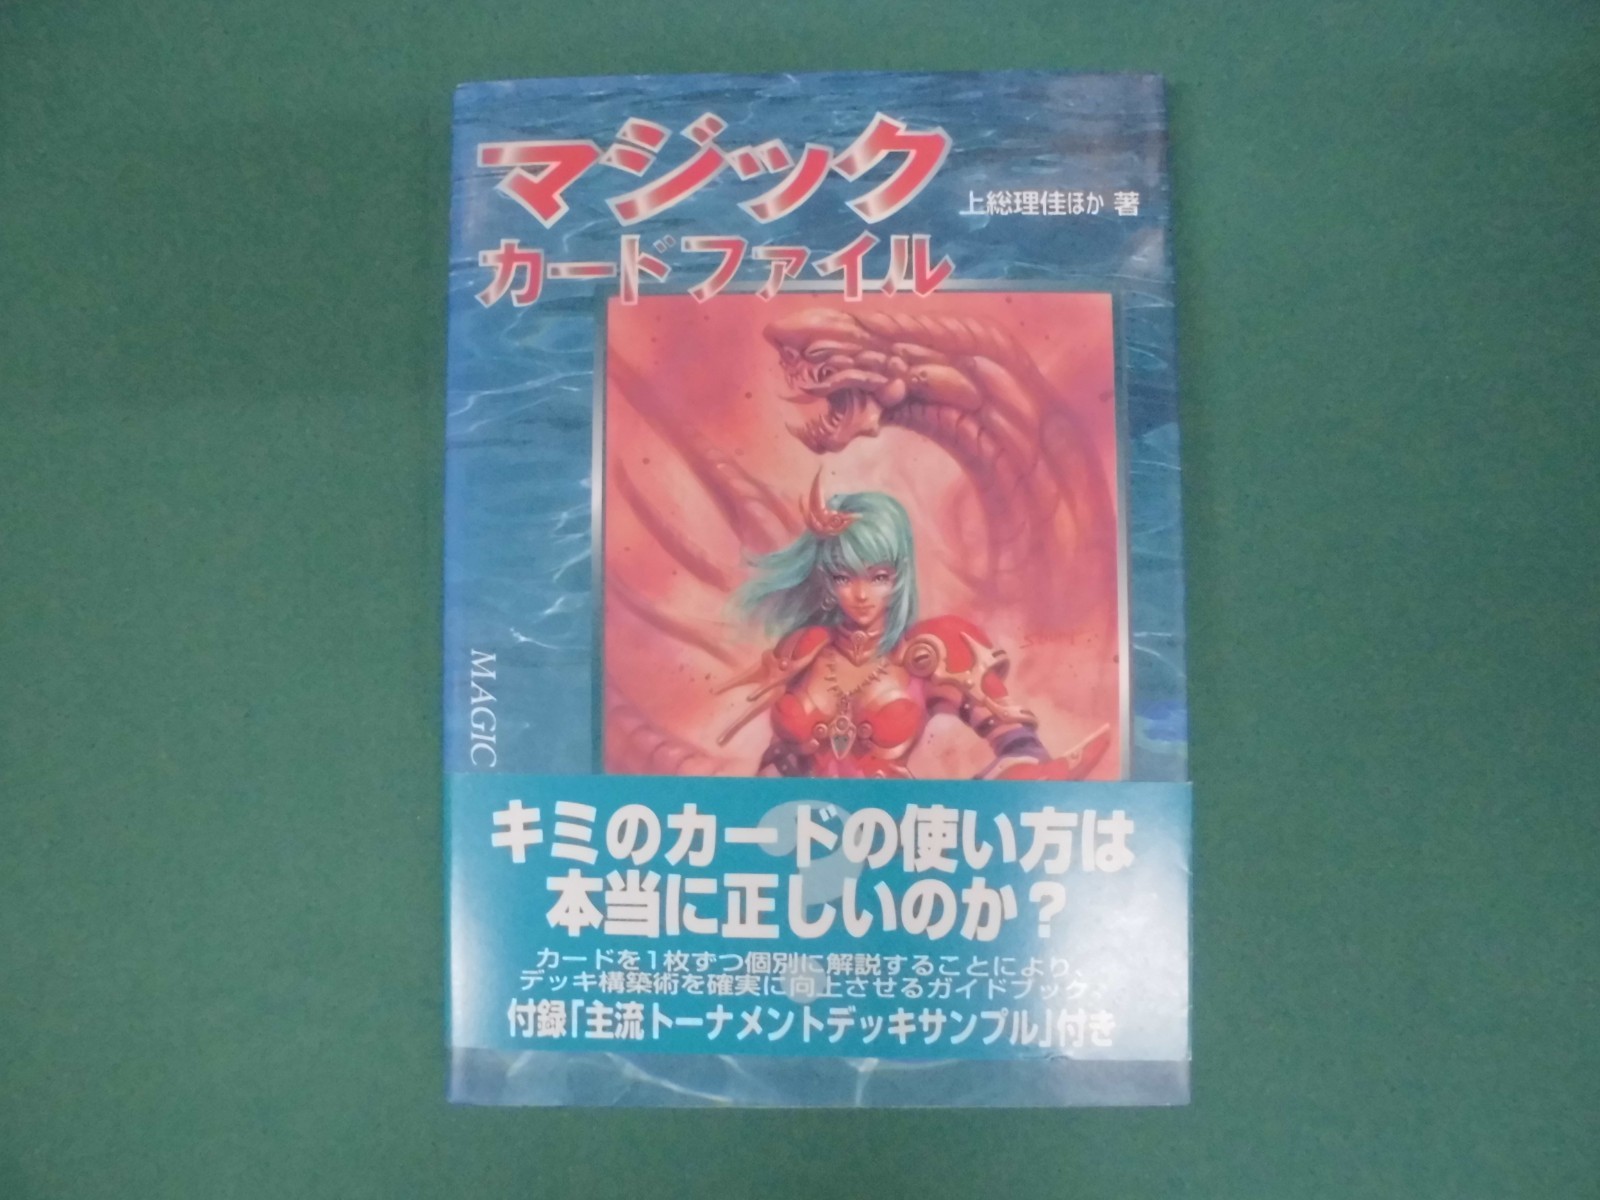 マジック
カードファイル
上総理佳ほか 著
MAGIC
キミのカードの使い方は
本当に正しいのか?
カードを1枚ずつ個別に解説することにより、
デッキ構築術を確実に向上させるガイドブック。
付録「主流トーナメントデッキサンプル」付き